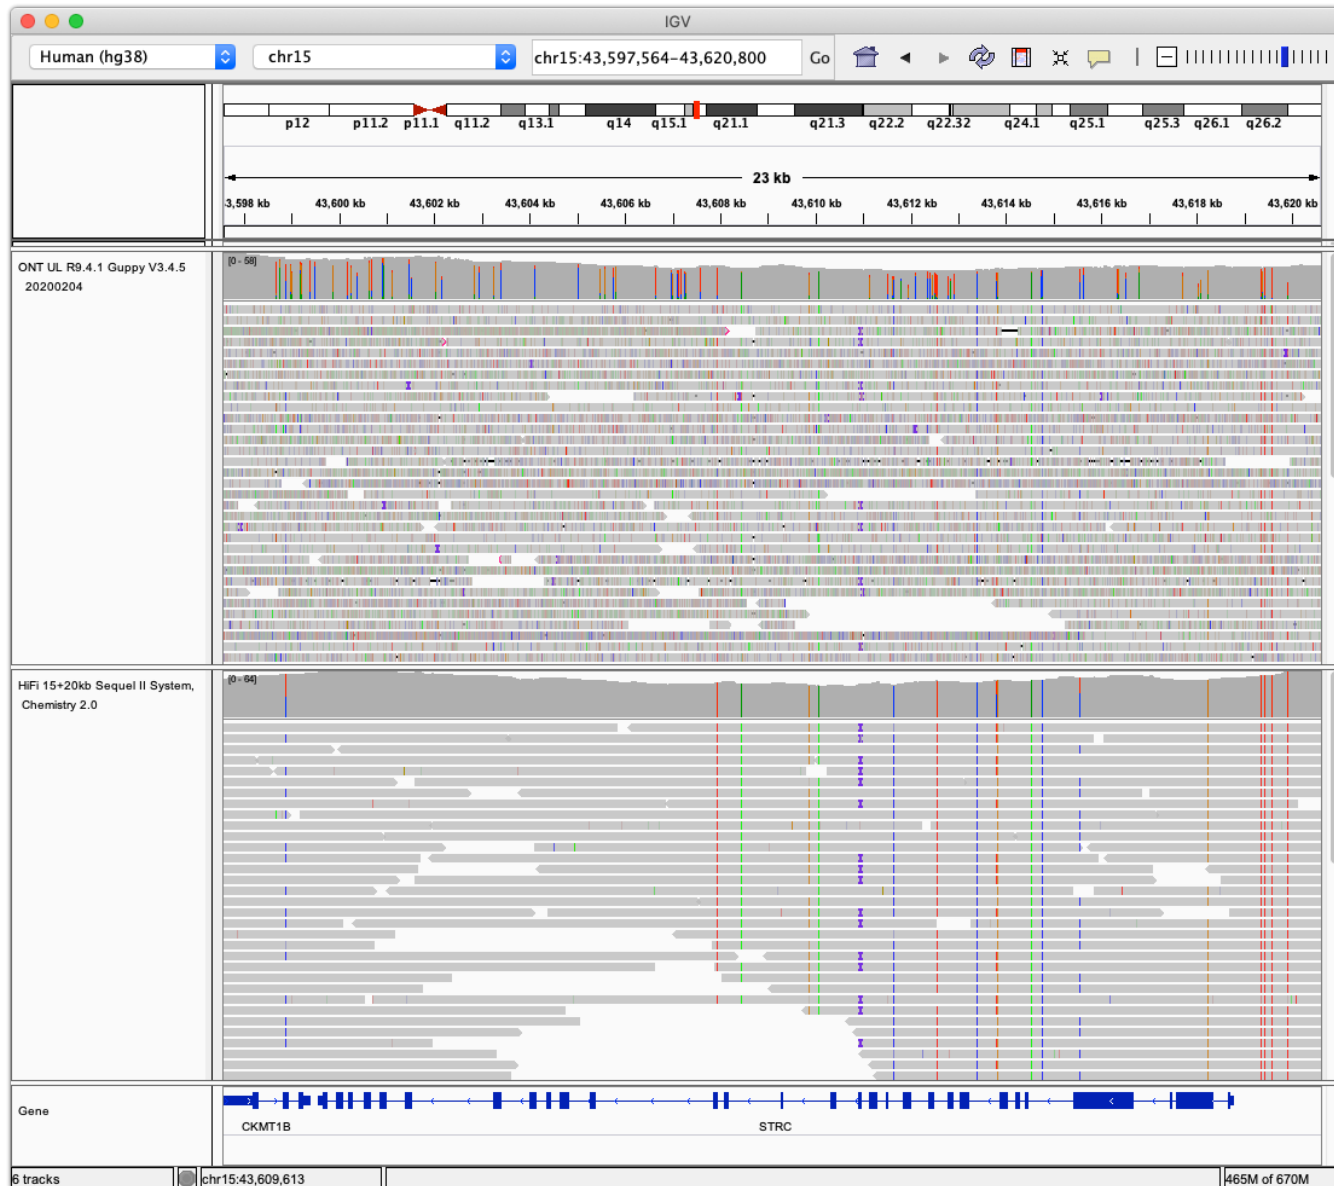 IGV
Human (hg38) chr15 chr15:43,597,564-43,620,800 Go
p12 p11.2 p11.1 q11.2 q13.1 q14 q15.1 q21.1 q21.3 q22.2 q22.32 q24.1 q25.1 q25.3 q26.1 q26.2
23 kb
3,598 kb 43,600 kb 43,602 kb 43,604 kb 43,606 kb 43,608 kb 43,610 kb 43,612 kb 43,614 kb 43,616 kb 43,618 kb 43,620 kb
ONT UL R9.4.1 Guppy V3.4.5
20200204
[0 - 58]
HiFi 15+20kb Sequel II System,
Chemistry 2.0
[0 - 64]
Gene
CKMT1B STRC
6 tracks chr15:43,609,613 465M of 670M